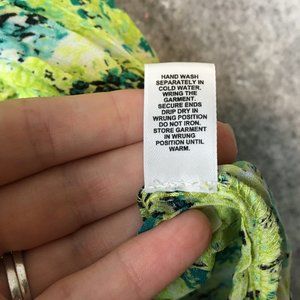 HAND WASH
SEPARATELY IN
COLD WATER.
WRING THE
GARMENT.
SECURE ENDS
DRIP DRY IN
WRUNG POSITION
DO NOT IRON.
STORE GARMENT
IN WRUNG
POSITION UNTIL
WARM.